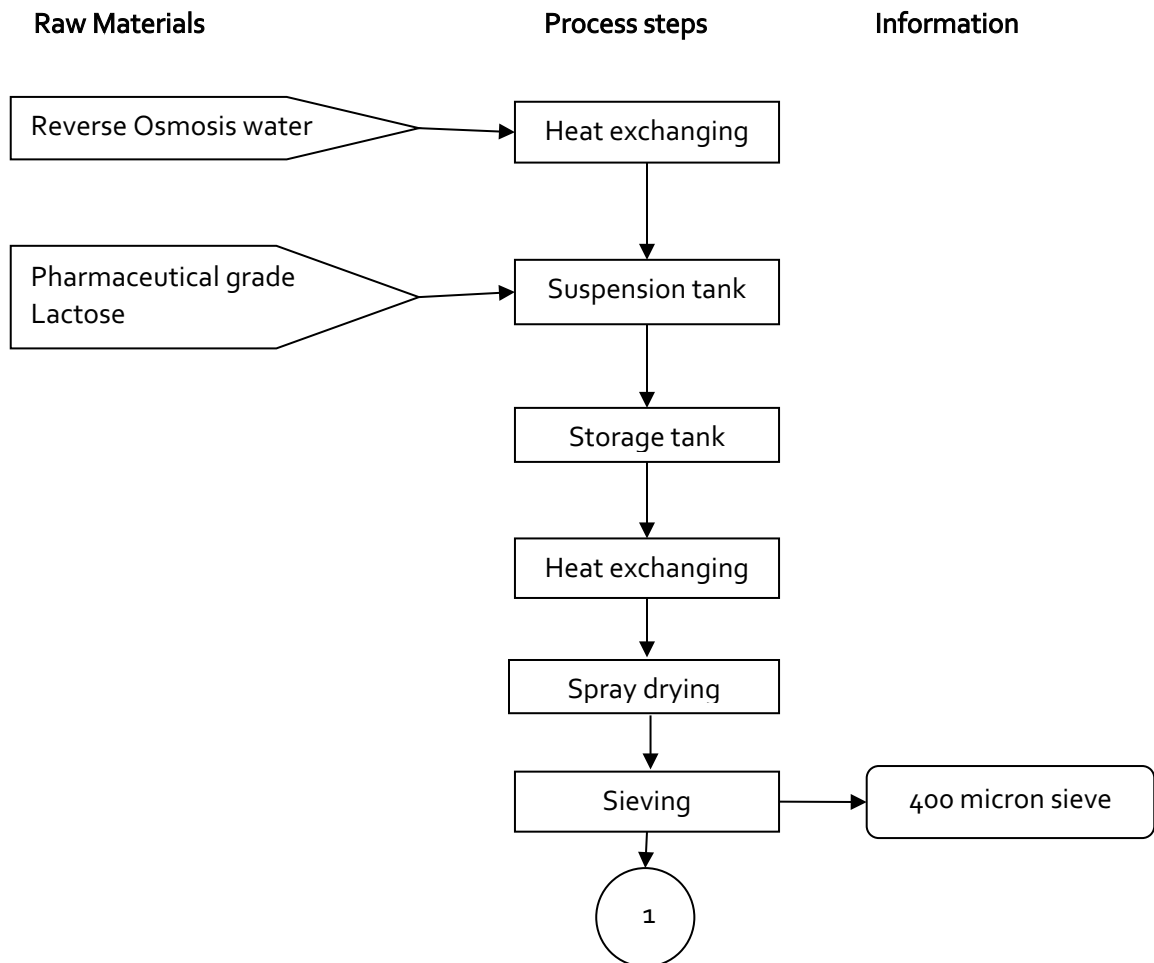 Raw Materials Process steps Information
Reverse Osmosis water Heat exchanging
Pharmaceutical grade
Lactose
Suspension tank
Storage tank
Heat exchanging
Spray drying
Sieving 400 micron sieve
1